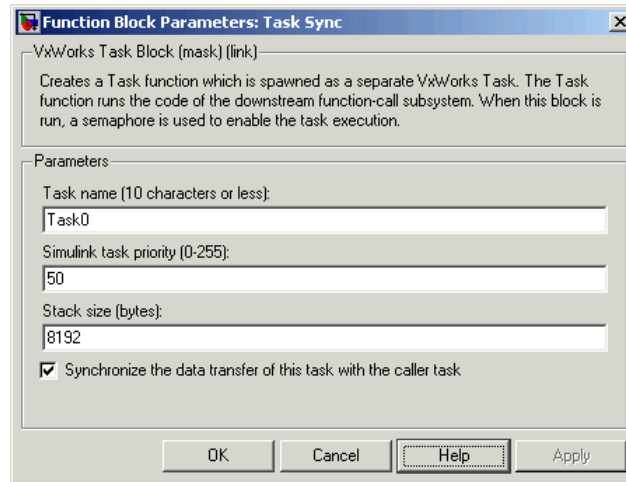 Function Block Parameters: Task Sync
VxWorks Task Block (mask) (link)
Creates a Task function which is spawned as a separate VxWorks Task. The Task
function runs the code of the downstream function-call subsystem. When this block is
run, a semaphore is used to enable the task execution.
Parameters
Task name (10 characters or less):
Task0
Simulink task priority (0-255):
50
Stack size (bytes):
8192
Synchronize the data transfer of this task with the caller task
OK Cancel Help Apply